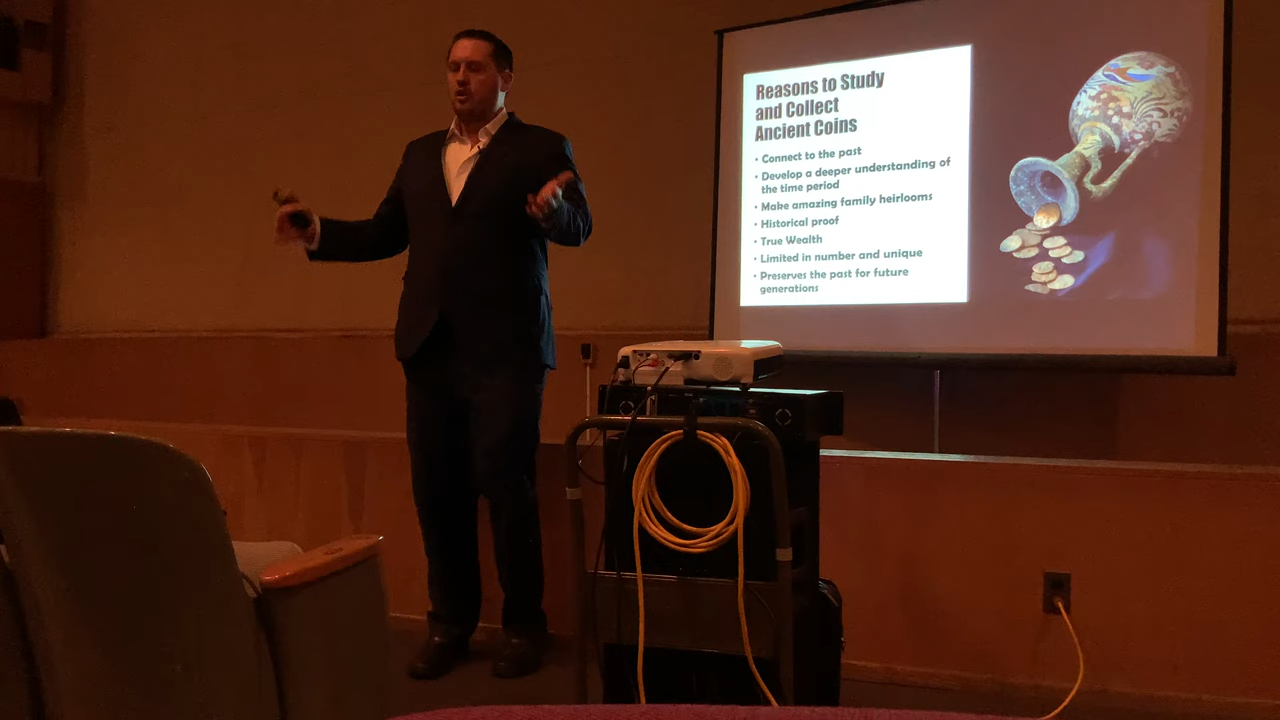 Reasons to Study
and Collect
Ancient Coins
• Connect to the past
• Develop a deeper understanding of
the time period
• Make amazing family heirlooms
• Historical proof
• True Wealth
• Limited in number and unique
• Preserves the past for future
generations